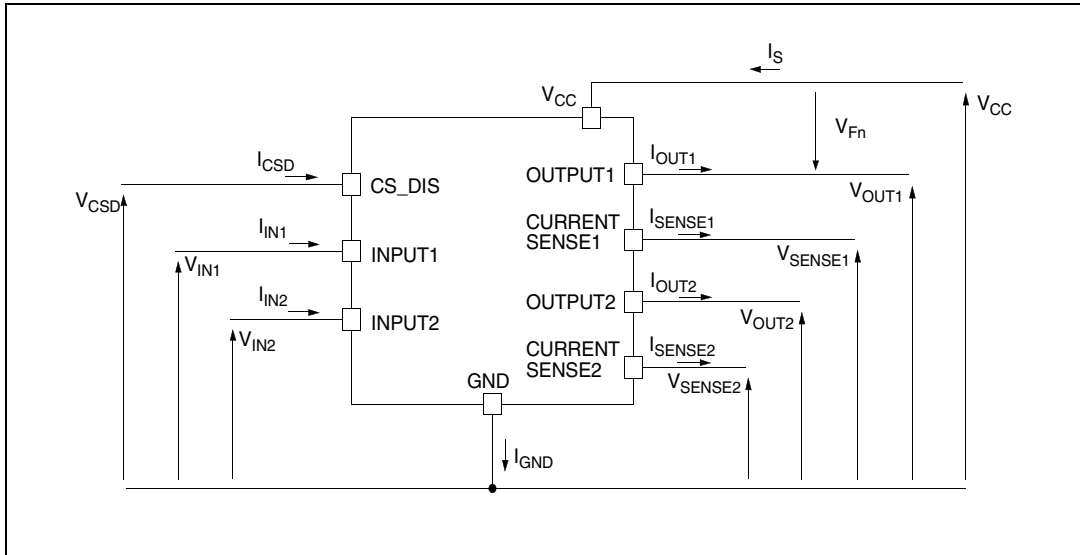 I_S
V_CC
V_CC
V_Fn
I_CSD
CS_DIS
V_CSD
I_IN1
INPUT1
V_IN1
I_IN2
INPUT2
V_IN2
OUTPUT1
I_OUT1
V_OUT1
CURRENT
SENSE1
I_SENSE1
V_SENSE1
OUTPUT2
I_OUT2
V_OUT2
CURRENT
SENSE2
I_SENSE2
V_SENSE2
GND
I_GND